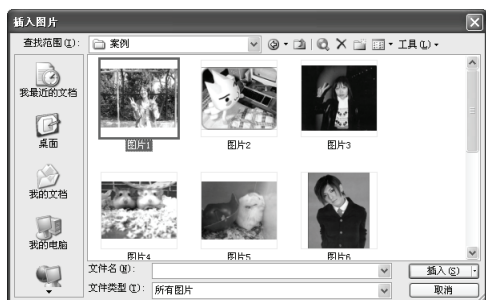 插入图片
查找范围(I): 案例 工具(L)
我最近的文档
桌面
我的文档
我的电脑
图片1 图片2 图片3
图片4 图片5 图片6
文件名(N): 插入(S)
文件类型(T): 所有图片 取消